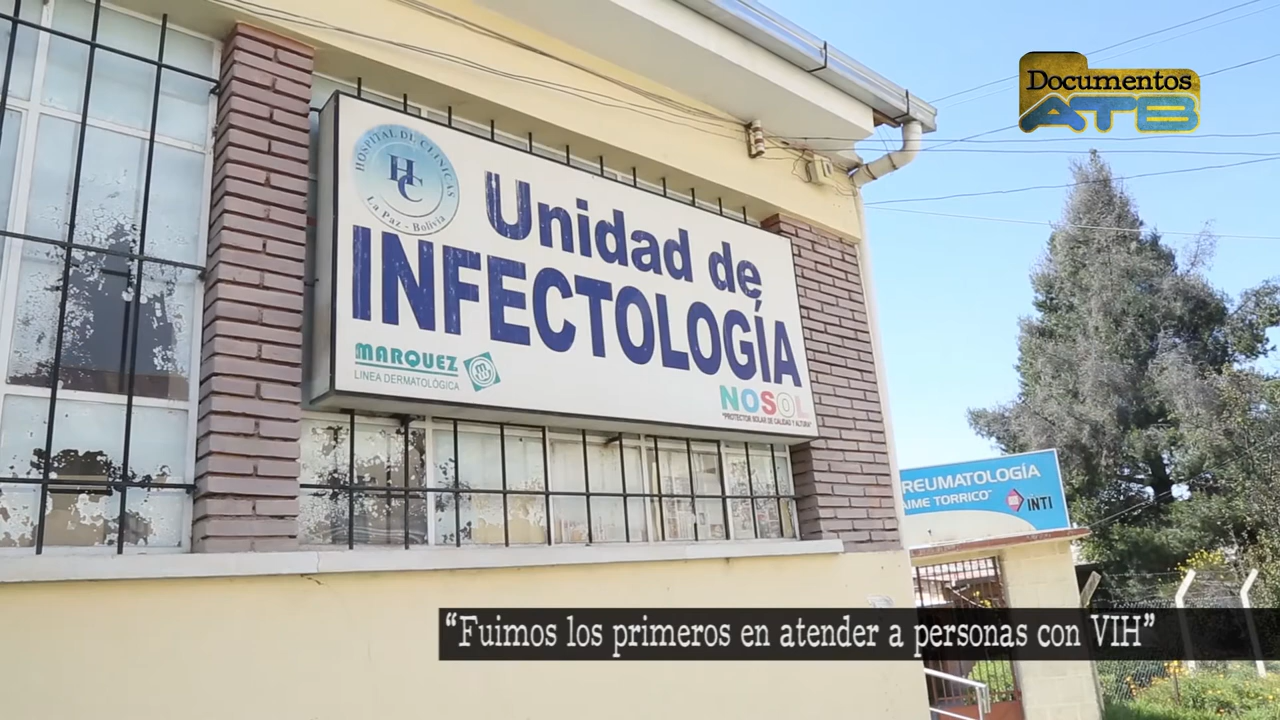 Documentos
ATB
HOSPITAL DE CLINICAS
HC
La Paz - Bolivia
Unidad de
INFECTOLOGÍA
MARQUEZ
LINEA DERMATOLÓGICA
NOSOL
"PROTECTOR SOLAR DE CALIDAD Y ALTURA"
REUMATOLOGÍA
AIME TORRICO"
INTI
“Fuimos los primeros en atender a personas con VIH”